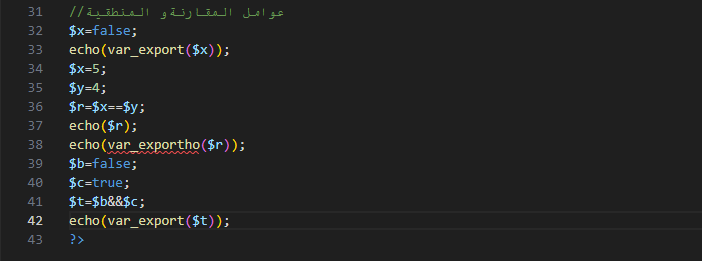 31 //عوامل المقارنة و المنطقية
32 $x=false;
33 echo(var_export($x));
34 $x=5;
35 $y=4;
36 $r=$x==$y;
37 echo($r);
38 echo(var_exportho($r));
39 $b=false;
40 $c=true;
41 $t=$b&&$c;
42 echo(var_export($t));
43 ?>